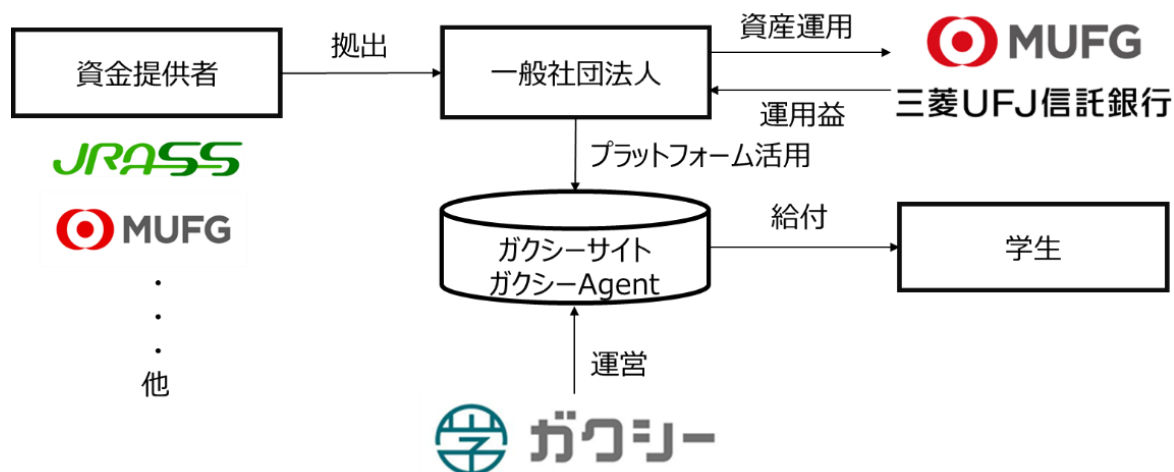 資金提供者
拠出
一般社団法人
資産運用
運用益
MUFG
三菱UFJ信託銀行
JRASS
MUFG
・
・
・
他
プラットフォーム活用
ガクシーサイト
ガクシーAgent
給付
学生
運営
学 ガクシー